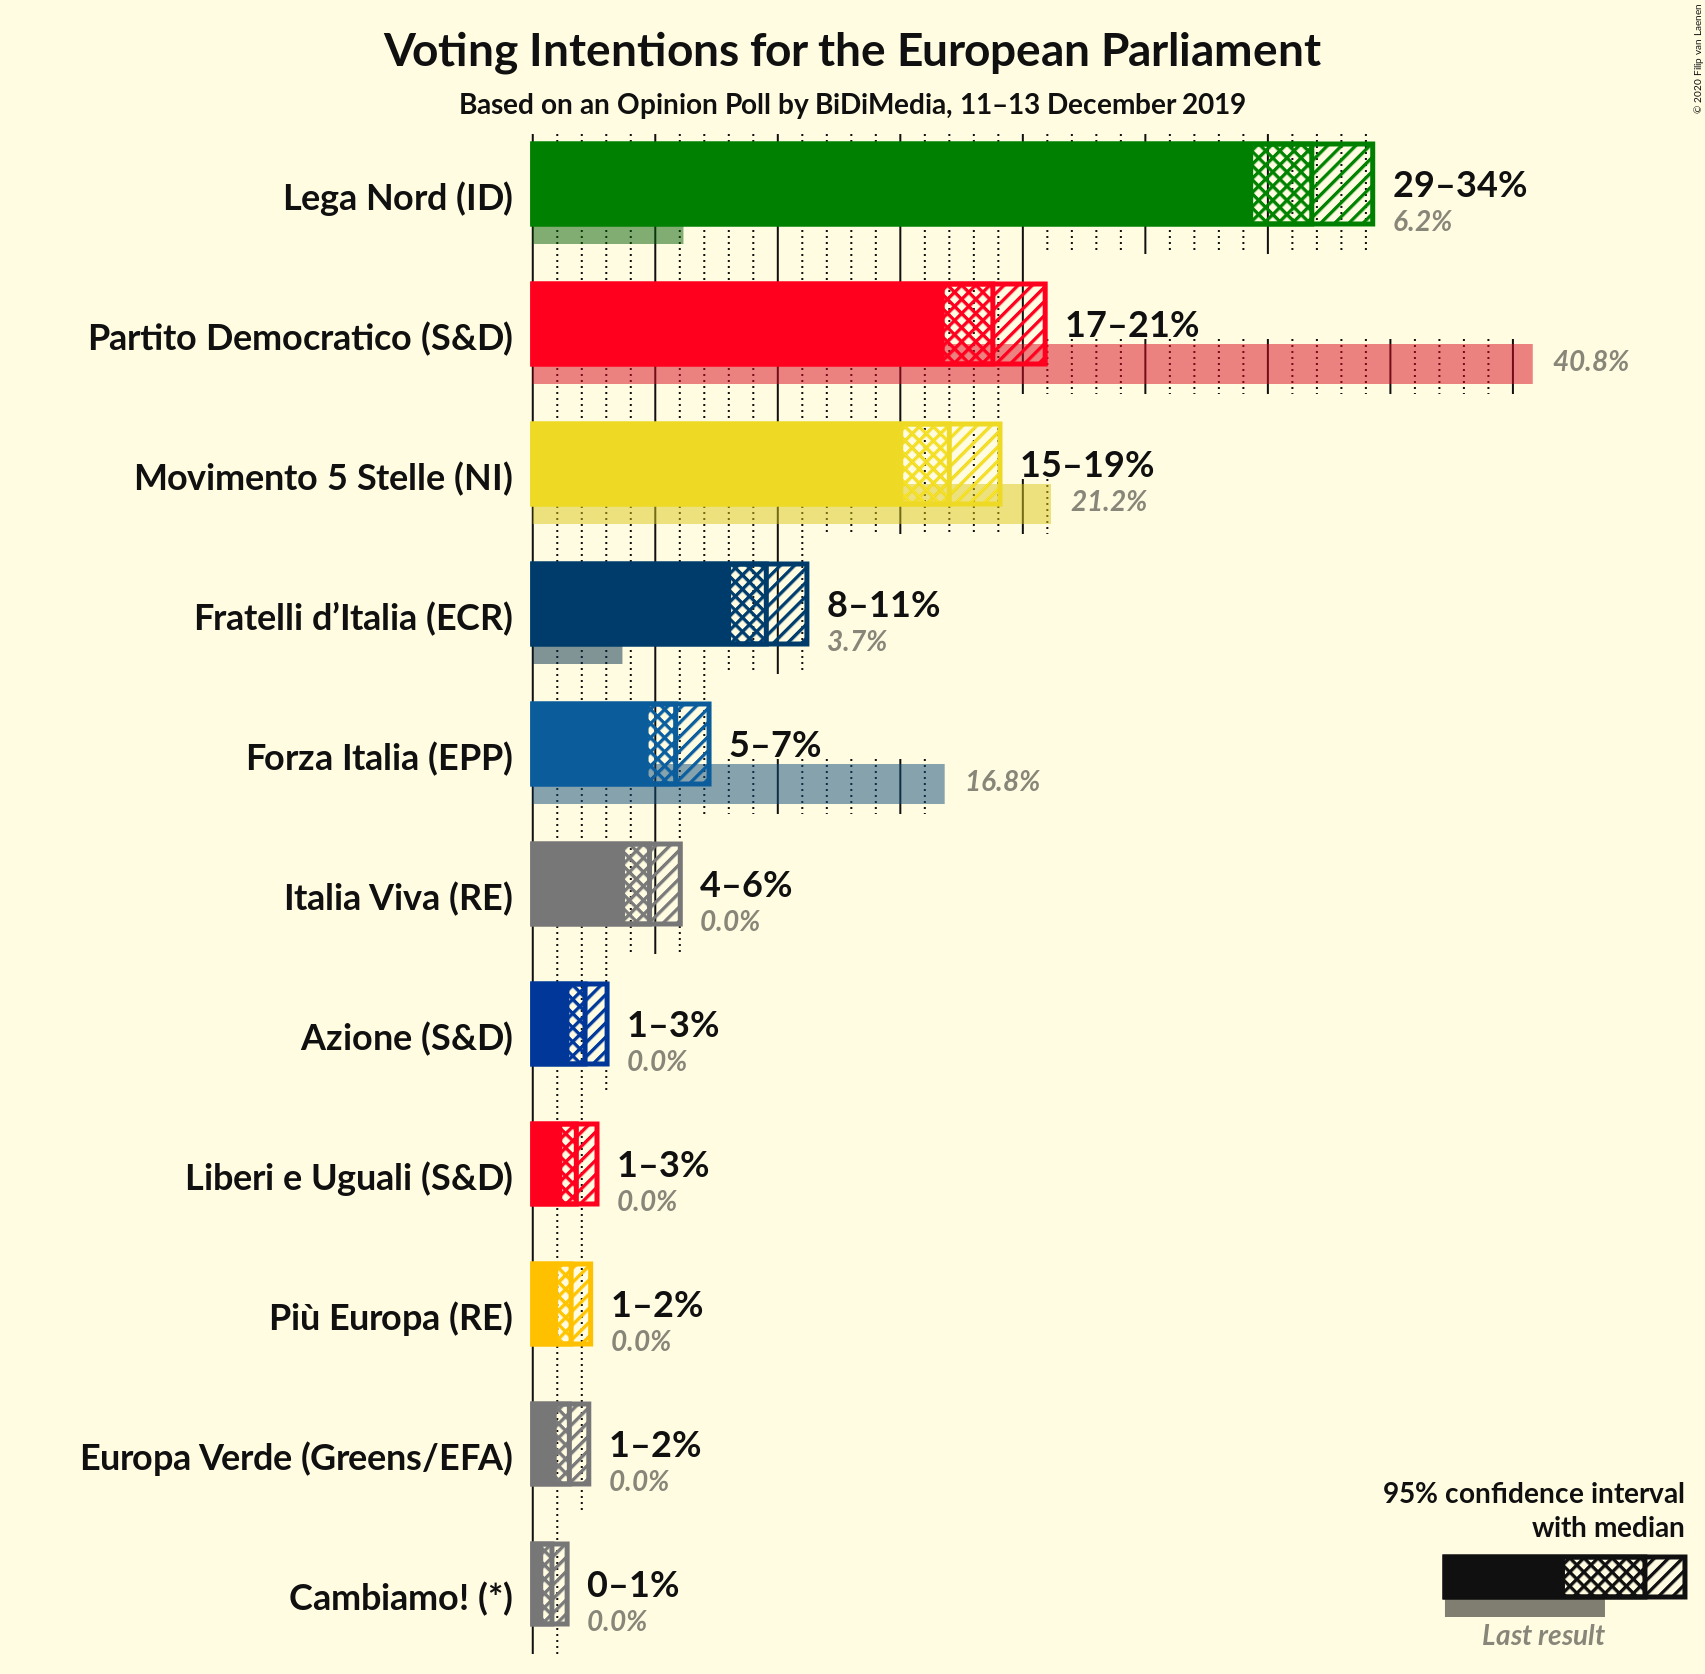 Voting Intentions for the European Parliament
Based on an Opinion Poll by BiDiMedia, 11–13 December 2019
© 2020 Filip van Laenen
Lega Nord (ID)
29–34%
6.2%
Partito Democratico (S&D)
17–21%
40.8%
Movimento 5 Stelle (NI)
15–19%
21.2%
Fratelli d’Italia (ECR)
8–11%
3.7%
Forza Italia (EPP)
5–7%
16.8%
Italia Viva (RE)
4–6%
0.0%
Azione (S&D)
1–3%
0.0%
Liberi e Uguali (S&D)
1–3%
0.0%
Più Europa (RE)
1–2%
0.0%
Europa Verde (Greens/EFA)
1–2%
0.0%
Cambiamo! (*)
0–1%
0.0%
95% confidence interval
with median
Last result